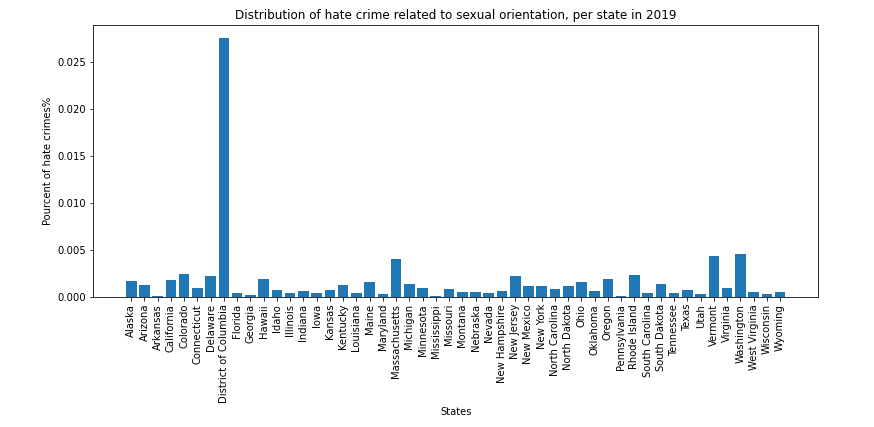 Distribution of hate crime related to sexual orientation, per state in 2019
Pourcent of hate crimes%
0.025
0.020
0.015
0.010
0.005
0.000
Alaska
Arizona
Arkansas
California
Colorado
Connecticut
Delaware
District of Columbia
Florida
Georgia
Hawaii
Idaho
Illinois
Indiana
Iowa
Kansas
Kentucky
Louisiana
Maine
Maryland
Massachusetts
Michigan
Minnesota
Mississippi
Missouri
Montana
Nebraska
Nevada
New Hampshire
New Jersey
New Mexico
New York
North Carolina
North Dakota
Ohio
Oklahoma
Oregon
Pennsylvania
Rhode Island
South Carolina
South Dakota
Tennessee
Texas
Utah
Vermont
Virginia
Washington
West Virginia
Wisconsin
Wyoming
States